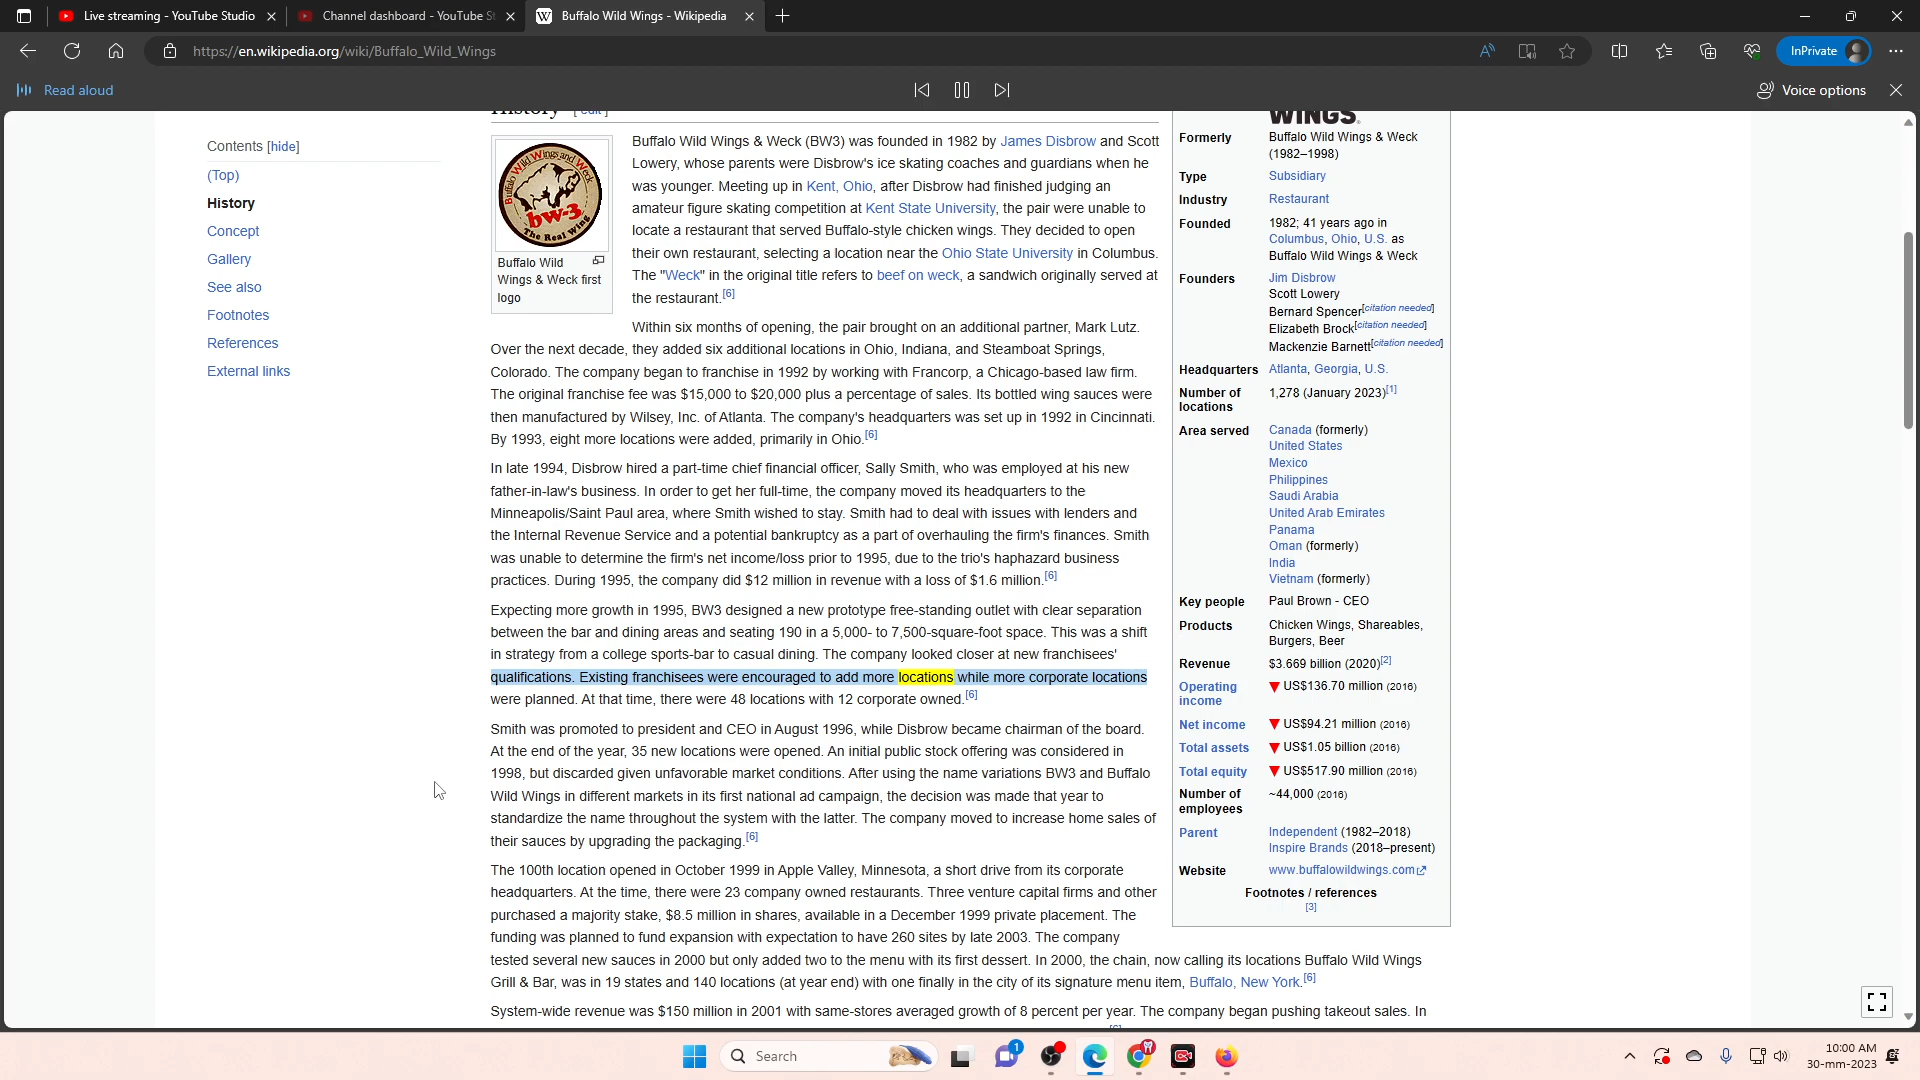 Live streaming - YouTube Studio
Channel dashboard - YouTube St
W Buffalo Wild Wings - Wikipedia
https://en.wikipedia.org/wiki/Buffalo_Wild_Wings
InPrivate
Read aloud
Voice options
Contents [hide]
(Top)
History
Concept
Gallery
See also
Footnotes
References
External links
History [ edit ]
Buffalo Wild Wings and Weck
bw-3
The Real Wing
Buffalo Wild
Wings & Weck first
logo
Buffalo Wild Wings & Weck (BW3) was founded in 1982 by James Disbrow and Scott
Lowery, whose parents were Disbrow's ice skating coaches and guardians when he
was younger. Meeting up in Kent, Ohio, after Disbrow had finished judging an
amateur figure skating competition at Kent State University, the pair were unable to
locate a restaurant that served Buffalo-style chicken wings. They decided to open
their own restaurant, selecting a location near the Ohio State University in Columbus.
The "Weck" in the original title refers to beef on weck, a sandwich originally served at
the restaurant.[6]
Within six months of opening, the pair brought on an additional partner, Mark Lutz.
Over the next decade, they added six additional locations in Ohio, Indiana, and Steamboat Springs,
Colorado. The company began to franchise in 1992 by working with Francorp, a Chicago-based law firm.
The original franchise fee was $15,000 to $20,000 plus a percentage of sales. Its bottled wing sauces were
then manufactured by Wilsey, Inc. of Atlanta. The company's headquarters was set up in 1992 in Cincinnati.
By 1993, eight more locations were added, primarily in Ohio.[6]
In late 1994, Disbrow hired a part-time chief financial officer, Sally Smith, who was employed at his new
father-in-law's business. In order to get her full-time, the company moved its headquarters to the
Minneapolis/Saint Paul area, where Smith wished to stay. Smith had to deal with issues with lenders and
the Internal Revenue Service and a potential bankruptcy as a part of overhauling the firm's finances. Smith
was unable to determine the firm's net income/loss prior to 1995, due to the trio's haphazard business
practices. During 1995, the company did $12 million in revenue with a loss of $1.6 million.[6]
Expecting more growth in 1995, BW3 designed a new prototype free-standing outlet with clear separation
between the bar and dining areas and seating 190 in a 5,000- to 7,500-square-foot space. This was a shift
in strategy from a college sports-bar to casual dining. The company looked closer at new franchisees'
qualifications. Existing franchisees were encouraged to add more locations while more corporate locations
were planned. At that time, there were 48 locations with 12 corporate owned.[6]
Smith was promoted to president and CEO in August 1996, while Disbrow became chairman of the board.
At the end of the year, 35 new locations were opened. An initial public stock offering was considered in
1998, but discarded given unfavorable market conditions. After using the name variations BW3 and Buffalo
Wild Wings in different markets in its first national ad campaign, the decision was made that year to
standardize the name throughout the system with the latter. The company moved to increase home sales of
their sauces by upgrading the packaging.[6]
The 100th location opened in October 1999 in Apple Valley, Minnesota, a short drive from its corporate
headquarters. At the time, there were 23 company owned restaurants. Three venture capital firms and other
purchased a majority stake, $8.5 million in shares, available in a December 1999 private placement. The
funding was planned to fund expansion with expectation to have 260 sites by late 2003. The company
tested several new sauces in 2000 but only added two to the menu with its first dessert. In 2000, the chain, now calling its locations Buffalo Wild Wings
Grill & Bar, was in 19 states and 140 locations (at year end) with one finally in the city of its signature menu item, Buffalo, New York.[6]
System-wide revenue was $150 million in 2001 with same-stores averaged growth of 8 percent per year. The company began pushing takeout sales. In
[6]
WINGS
Formerly Buffalo Wild Wings & Weck
(1982–1998)
Type Subsidiary
Industry Restaurant
Founded 1982; 41 years ago in
Columbus, Ohio, U.S. as
Buffalo Wild Wings & Weck
Founders Jim Disbrow
Scott Lowery
Bernard Spencer[citation needed]
Elizabeth Brock[citation needed]
Mackenzie Barnett[citation needed]
Headquarters Atlanta, Georgia, U.S.
Number of locations 1,278 (January 2023)[1]
Area served Canada (formerly)
United States
Mexico
Philippines
Saudi Arabia
United Arab Emirates
Panama
Oman (formerly)
India
Vietnam (formerly)
Key people Paul Brown - CEO
Products Chicken Wings, Shareables,
Burgers, Beer
Revenue $3.669 billion (2020)[2]
Operating income ▼ US$136.70 million (2016)
Net income ▼ US$94.21 million (2016)
Total assets ▼ US$1.05 billion (2016)
Total equity ▼ US$517.90 million (2016)
Number of employees ~44,000 (2016)
Parent Independent (1982–2018)
Inspire Brands (2018–present)
Website www.buffalowildwings.com
Footnotes / references
[3]
Search
1
10:00 AM
30-mm-2023